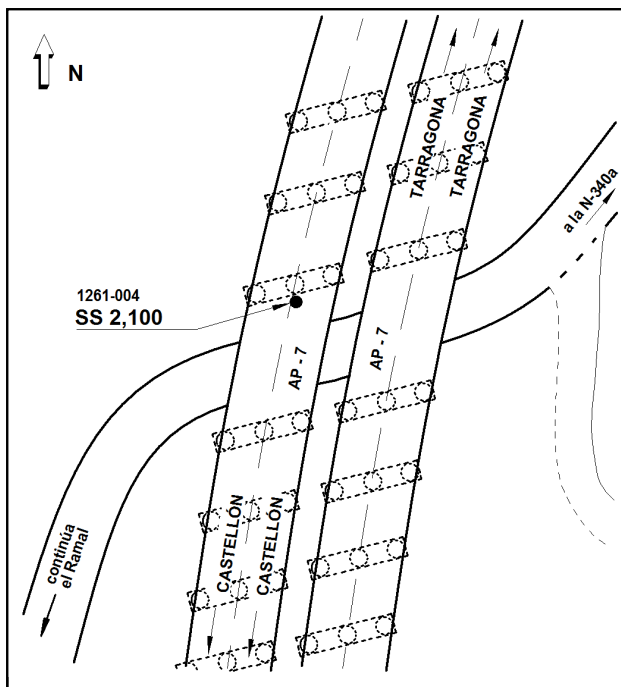 N
TARRAGONA
TARRAGONA
a la N-340a
1261-004
SS 2,100
AP - 7
AP - 7
CASTELLÓN
CASTELLÓN
continúa
el Ramal